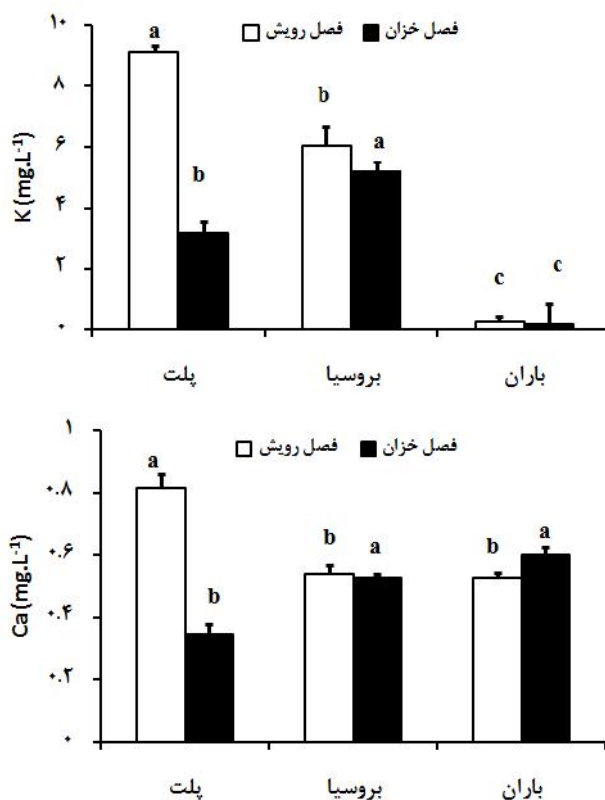 ۱۰
فصل رویش فصل خزان
a
۸
b
۶
a
b
K (mg.L-1)
۴
۲
c c
۰
پلت بروسیا باران
۱
فصل رویش فصل خزان
a
۰.۸
b a b a
۰.۶
b
Ca (mg.L-1)
۰.۴
۰.۲
۰
پلت بروسیا باران